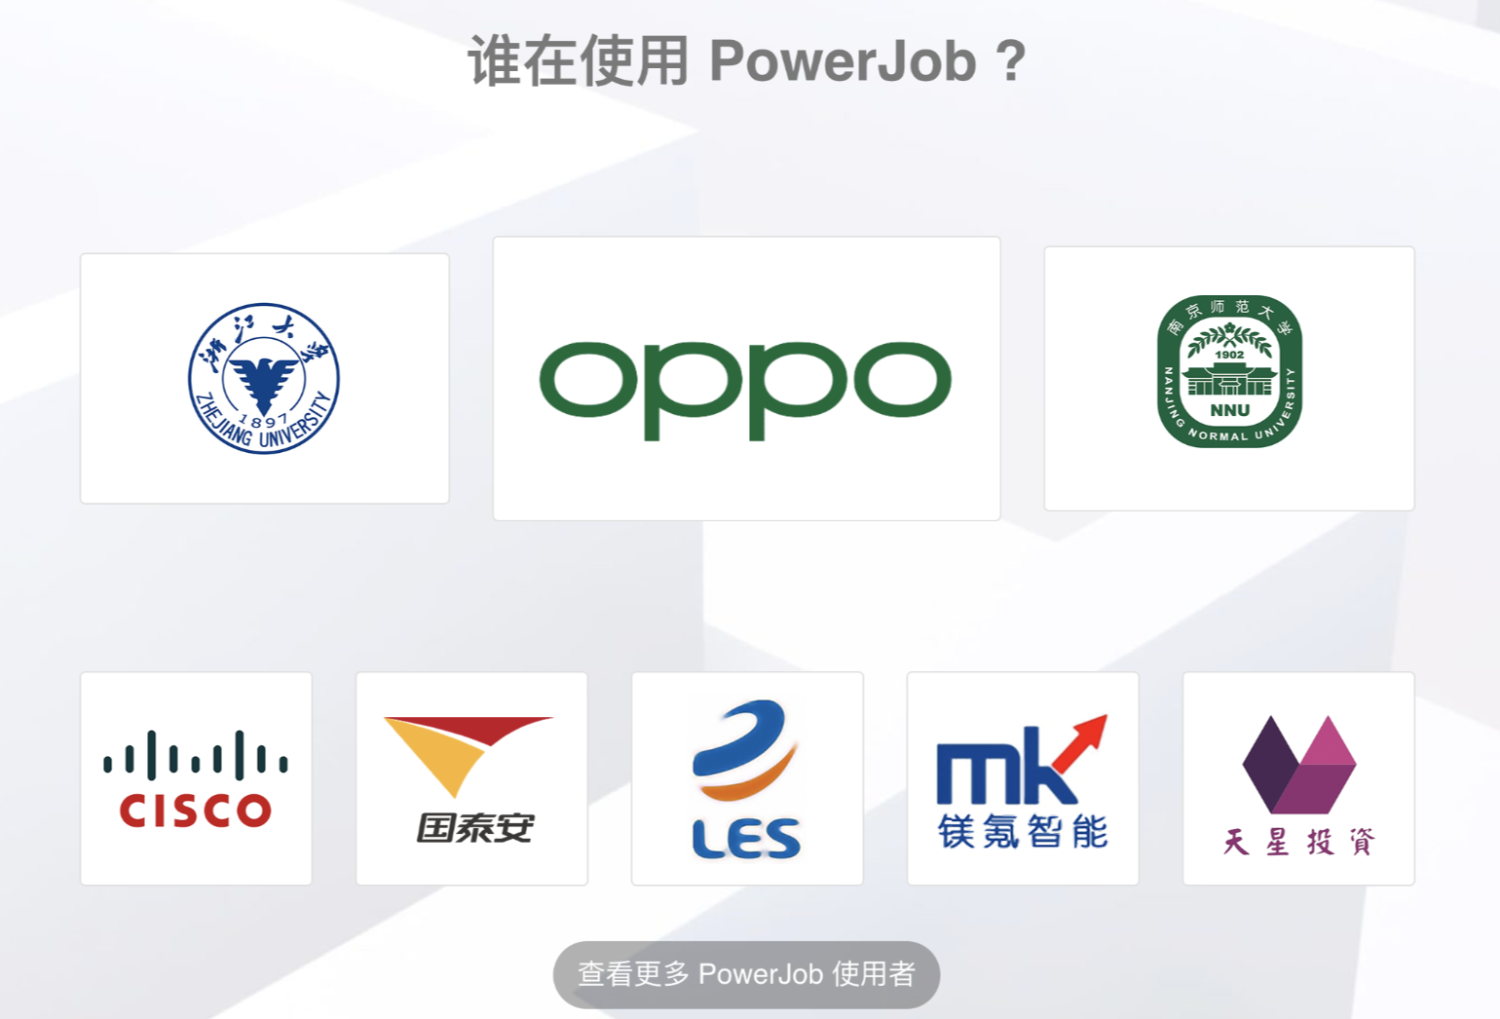 谁在使用 PowerJob ?
浙江大学
1897
ZHEJIANG UNIVERSITY
oppo
南京师范大学
1902
NNU
NANJING NORMAL UNIVERSITY
CISCO
国泰安
LES
mk
镁氪智能
天星投資
查看更多 PowerJob 使用者